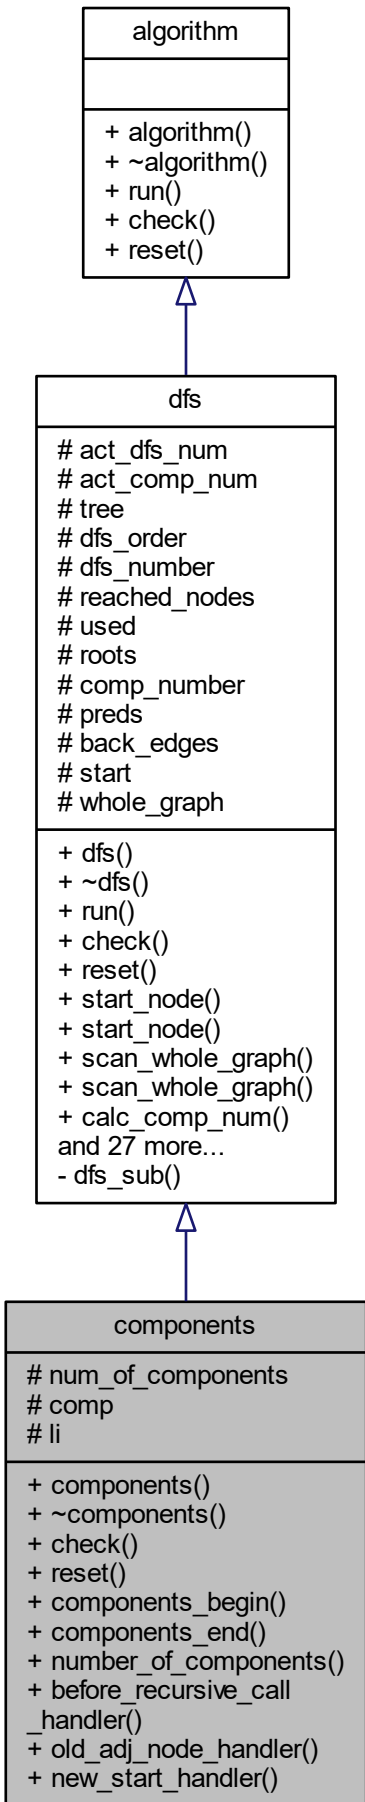 algorithm
+ algorithm()
+ ~algorithm()
+ run()
+ check()
+ reset()
dfs
# act_dfs_num
# act_comp_num
# tree
# dfs_order
# dfs_number
# reached_nodes
# used
# roots
# comp_number
# preds
# back_edges
# start
# whole_graph
+ dfs()
+ ~dfs()
+ run()
+ check()
+ reset()
+ start_node()
+ start_node()
+ scan_whole_graph()
+ scan_whole_graph()
+ calc_comp_num()
and 27 more...
- dfs_sub()
components
# num_of_components
# comp
# li
+ components()
+ ~components()
+ check()
+ reset()
+ components_begin()
+ components_end()
+ number_of_components()
+ before_recursive_call
_handler()
+ old_adj_node_handler()
+ new_start_handler()